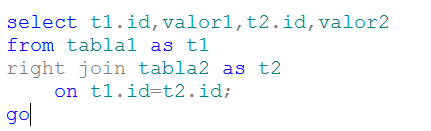 select t1.id,valor1,t2.id,valor2
from tabla1 as t1
right join tabla2 as t2
    on t1.id=t2.id;
go